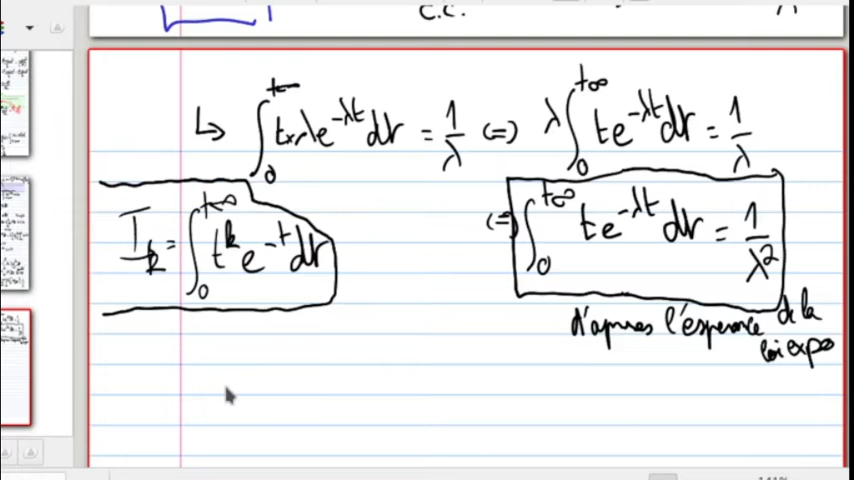 C.C.
↳ ∫₀^{+∞} t×λe^{-λt}dt = 1/λ ⇔ λ∫₀^{+∞} te^{-λt}dt = 1/λ
⇔ ∫₀^{+∞} te^{-λt}dt = 1/λ²
I_k = ∫₀^{+∞} t^k e^{-t}dt
d'après l'espérance de la
loi expo